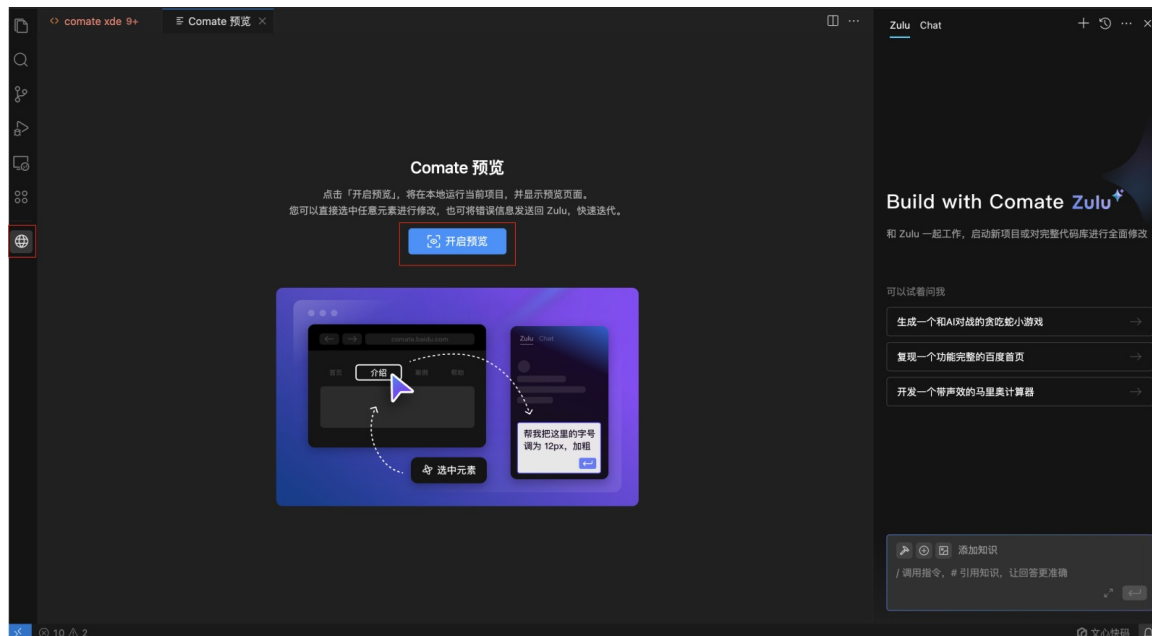 comate xde 9+
Comate 预览
Zulu Chat
Comate 预览
点击「开启预览」，将在本地运行当前项目，并显示预览页面。
您可以直接选中任意元素进行修改，也可将错误信息发送回 Zulu，快速迭代。
开启预览
comate.baidu.com
首页 介绍 案例 帮助
选中元素
Zulu Chat
帮我把这里的字号
调为 12px，加粗
Build with Comate Zulu
和 Zulu 一起工作，启动新项目或对完整代码库进行全面修改
可以试着问我
生成一个和AI对战的贪吃蛇小游戏
复现一个功能完整的百度首页
开发一个带声效的马里奥计算器
添加知识
/ 调用指令，# 引用知识，让回答更准确
10 2
文心快码